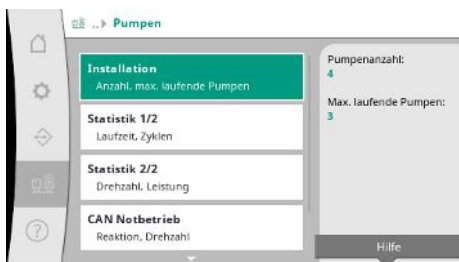 ..▸ Pumpen
Installation
Anzahl, max. laufende Pumpen
Statistik 1/2
Laufzeit, Zyklen
Statistik 2/2
Drehzahl, Leistung
CAN Notbetrieb
Reaktion, Drehzahl
Pumpenanzahl:
4
Max. laufende Pumpen:
3
?
Hilfe